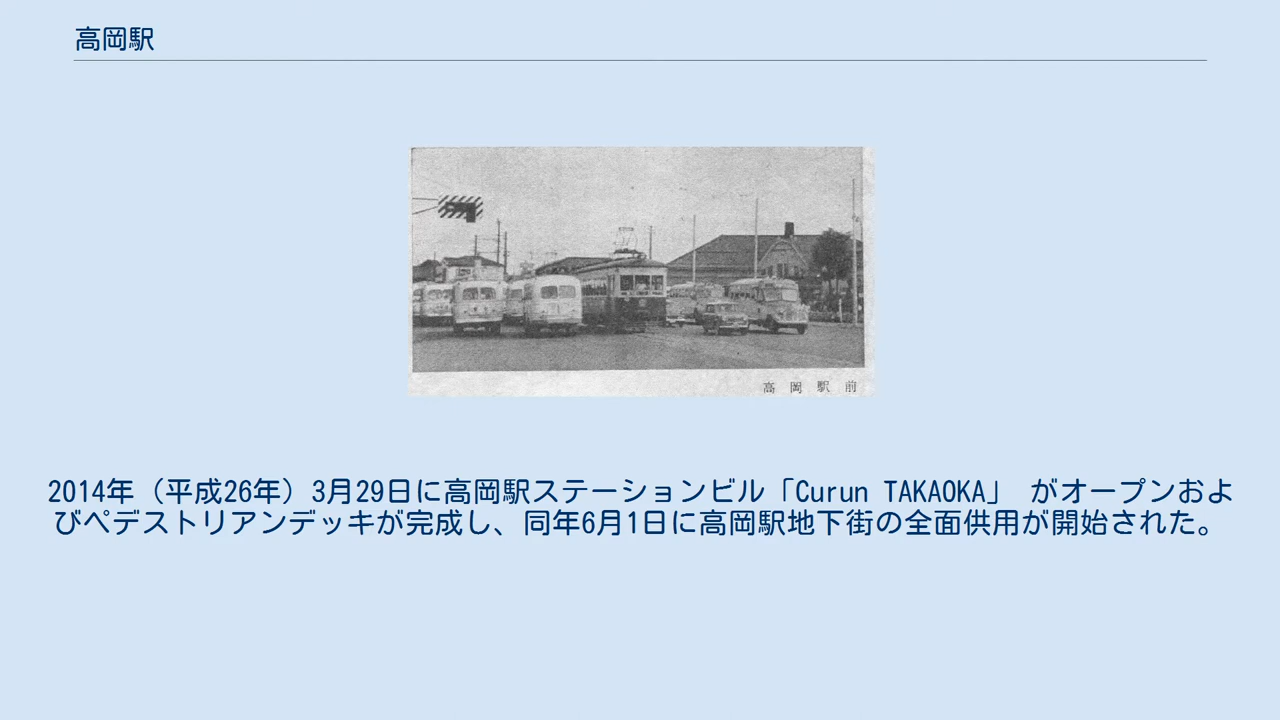 高岡駅
高岡駅前
2014年（平成26年）3月29日に高岡駅ステーションビル「Curun TAKAOKA」 がオープンおよ
びペデストリアンデッキが完成し、同年6月1日に高岡駅地下街の全面供用が開始された。